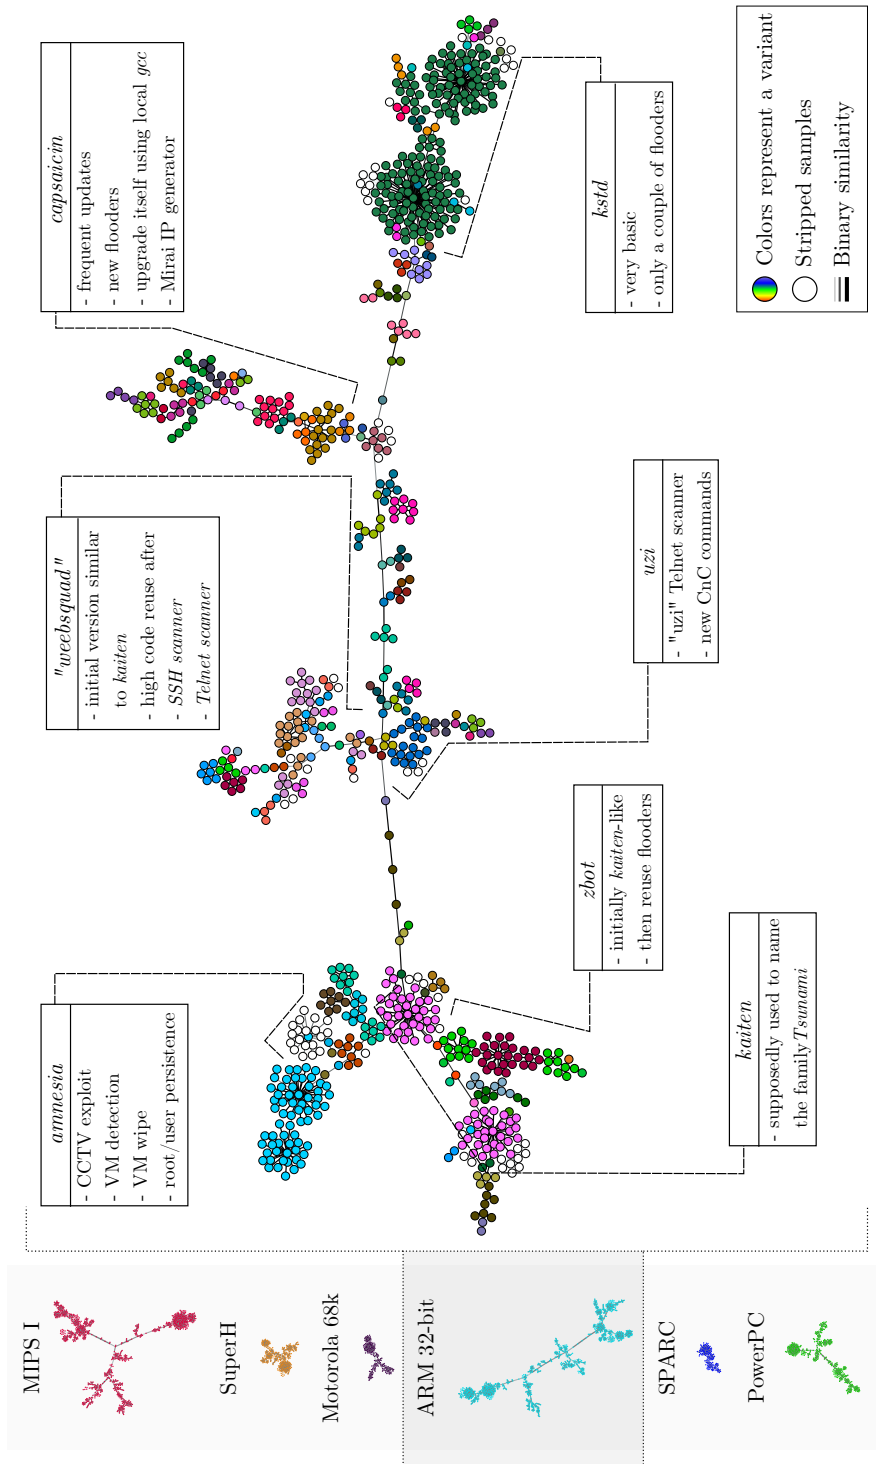 MIPS I
SuperH
Motorola 68k
ARM 32-bit
SPARC
PowerPC
amnesia
- CCTV exploit
- VM detection
- VM wipe
- root/user persistence
"weebsquad"
- initial version similar
to kaiten
- high code reuse after
- SSH scanner
- Telnet scanner
capsaicin
- frequent updates
- new flooders
- upgrade itself using local gcc
- Mirai IP generator
kaiten
- supposedly used to name
the family Tsunami
zbot
- initially kaiten-like
- then reuse flooders
uzi
- "uzi" Telnet scanner
- new CnC commands
kstd
- very basic
- only a couple of flooders
Colors represent a variant
Stripped samples
Binary similarity